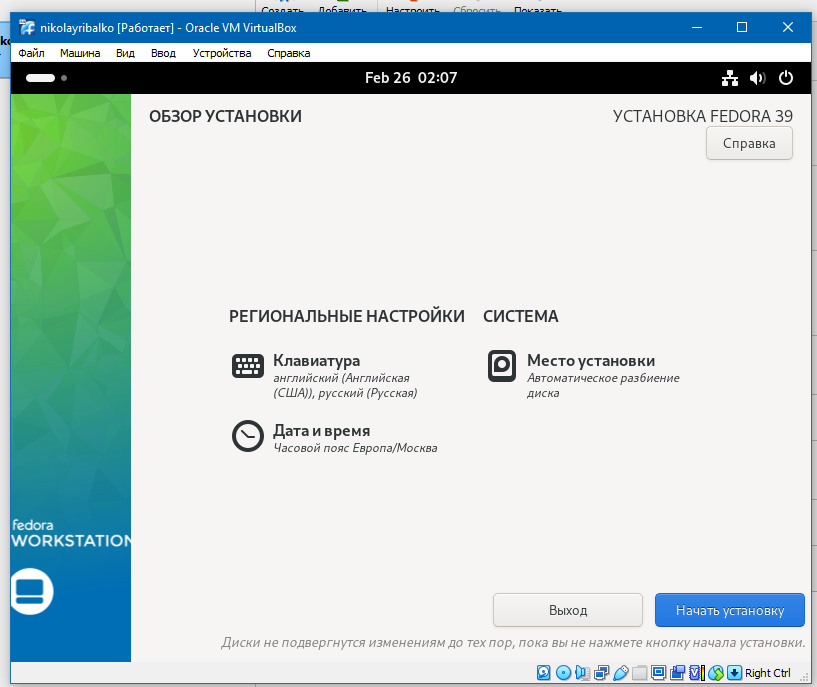 Создать Добавить Настроить Сбросить Показать
nikolayribalko [Работает] - Oracle VM VirtualBox
Файл Машина Вид Ввод Устройства Справка
Feb 26 02:07
ОБЗОР УСТАНОВКИ
УСТАНОВКА FEDORA 39
Справка
РЕГИОНАЛЬНЫЕ НАСТРОЙКИ
Клавиатура
английский (Английская
(США)), русский (Русская)
Дата и время
Часовой пояс Европа/Москва
СИСТЕМА
Место установки
Автоматическое разбиение
диска
fedora
WORKSTATION
Выход
Начать установку
Диски не подвергнутся изменениям до тех пор, пока вы не нажмете кнопку начала установки.
Right Ctrl